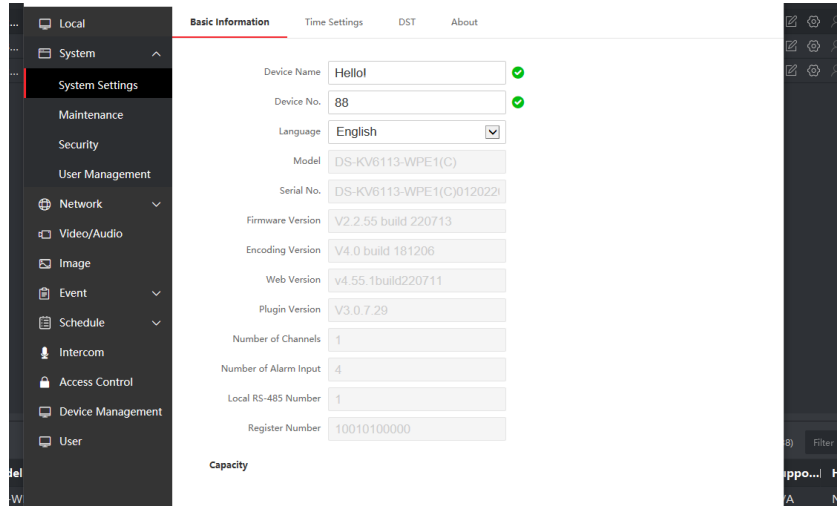 Local
System
System Settings
Maintenance
Security
User Management
Network
Video/Audio
Image
Event
Schedule
Intercom
Access Control
Device Management
User
Basic Information Time Settings DST About
Device Name Hello!
Device No. 88
Language English
Model DS-KV6113-WPE1(C)
Serial No. DS-KV6113-WPE1(C)012022
Firmware Version V2.2.55 build 220713
Encoding Version V4.0 build 181206
Web Version v4.55.1build220711
Plugin Version V3.0.7.29
Number of Channels 1
Number of Alarm Input 4
Local RS-485 Number 1
Register Number 10010100000
Capacity
Filter